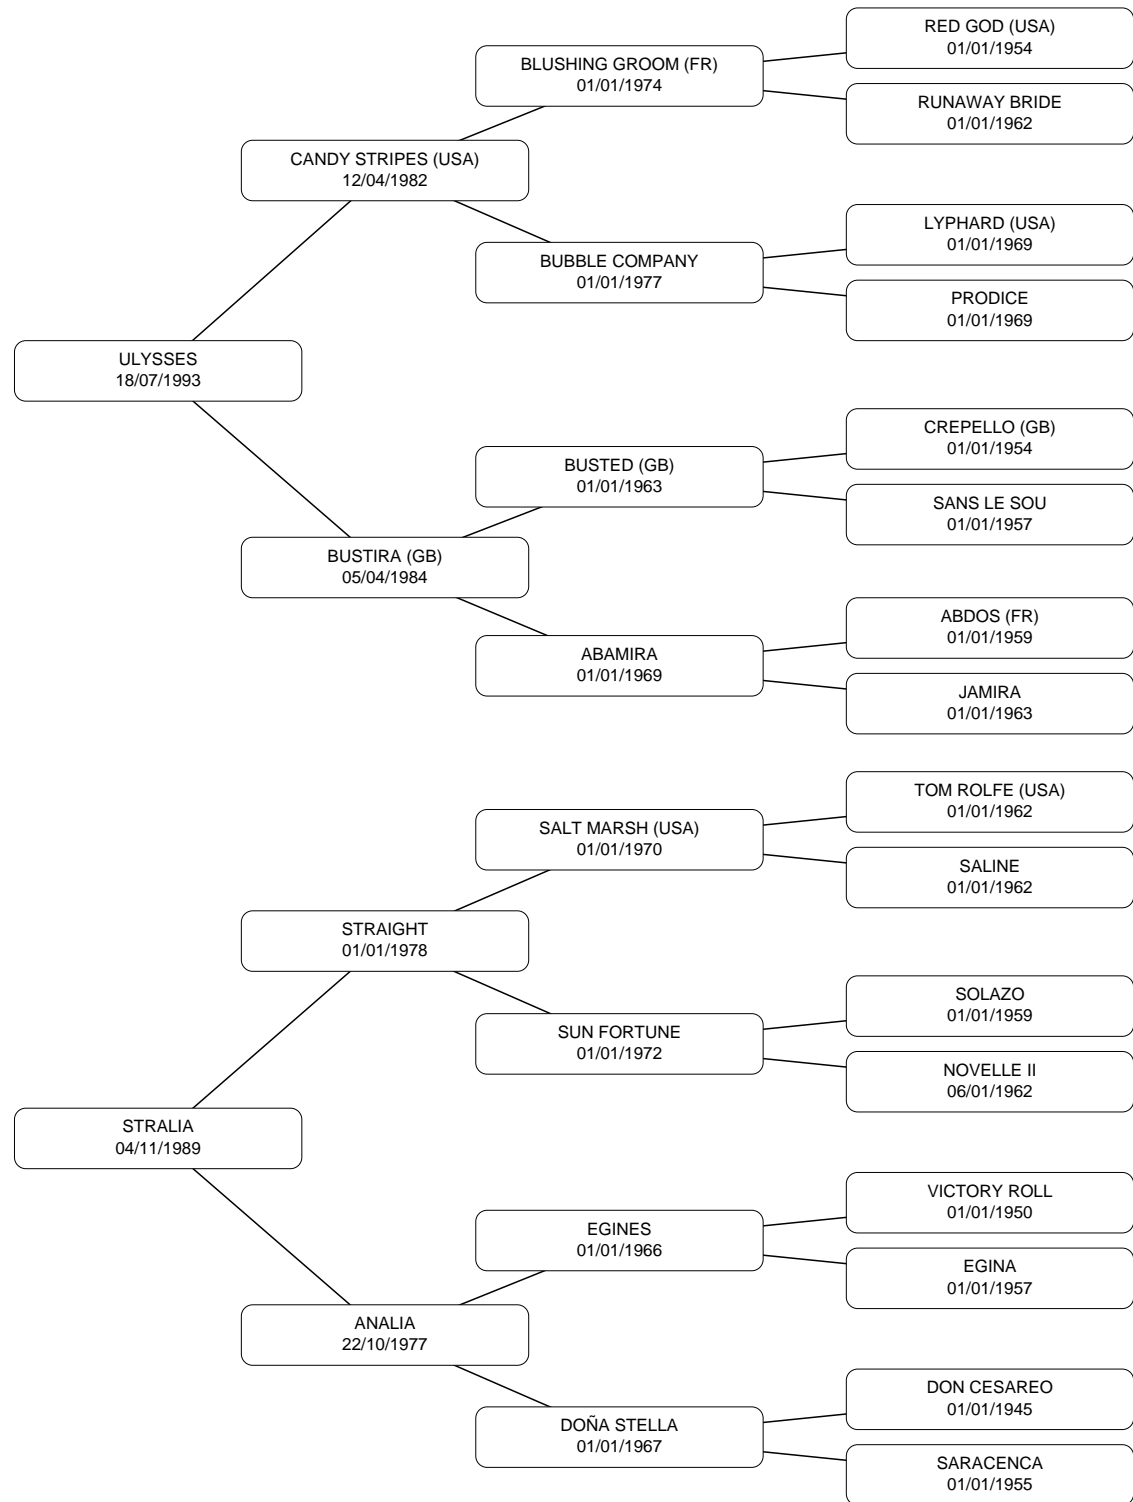 RED GOD (USA)
01/01/1954
BLUSHING GROOM (FR)
01/01/1974
RUNAWAY BRIDE
01/01/1962
CANDY STRIPES (USA)
12/04/1982
LYPHARD (USA)
01/01/1969
BUBBLE COMPANY
01/01/1977
PRODICE
01/01/1969
ULYSSES
18/07/1993
CREPELLO (GB)
01/01/1954
BUSTED (GB)
01/01/1963
SANS LE SOU
01/01/1957
BUSTIRA (GB)
05/04/1984
ABDOS (FR)
01/01/1959
ABAMIRA
01/01/1969
JAMIRA
01/01/1963
TOM ROLFE (USA)
01/01/1962
SALT MARSH (USA)
01/01/1970
SALINE
01/01/1962
STRAIGHT
01/01/1978
SOLAZO
01/01/1959
SUN FORTUNE
01/01/1972
NOVELLE II
06/01/1962
STRALIA
04/11/1989
VICTORY ROLL
01/01/1950
EGINES
01/01/1966
EGINA
01/01/1957
ANALIA
22/10/1977
DON CESAREO
01/01/1945
DOÑA STELLA
01/01/1967
SARACENCA
01/01/1955